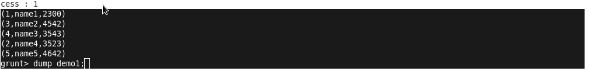 cess : 1
(1,name1,2300)
(3,name2,4542)
(4,name3,3543)
(2,name4,3523)
(5,name5,4642)
grunt> dump demo1;